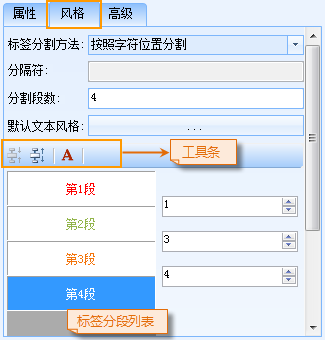 属性 风格 高级
标签分割方法: 按照字符位置分割
分隔符:
分割段数: 4
默认文本风格: ...
A
工具条
第1段
1
第2段
第3段
3
第4段
4
标签分段列表